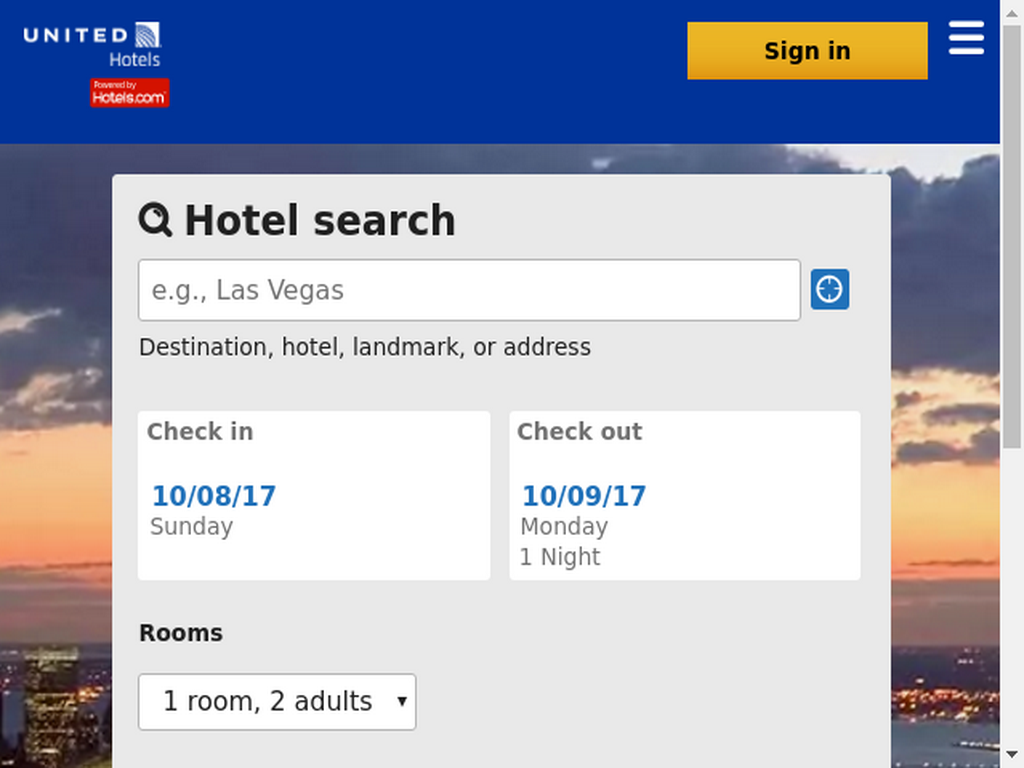 UNITED
Hotels
Powered by
Hotels.com
Sign in
Hotel search
e.g., Las Vegas
Destination, hotel, landmark, or address
Check in
10/08/17
Sunday
Check out
10/09/17
Monday
1 Night
Rooms
1 room, 2 adults